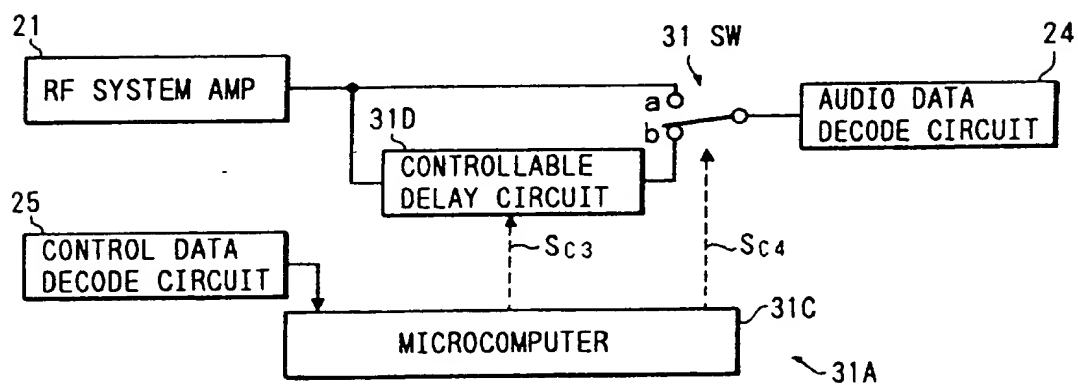 21
RF SYSTEM AMP
31 SW
24
a
b
AUDIO DATA
DECODE CIRCUIT
31D
CONTROLLABLE
DELAY CIRCUIT
25
CONTROL DATA
DECODE CIRCUIT
Sc3
Sc4
MICROCOMPUTER
31C
31A